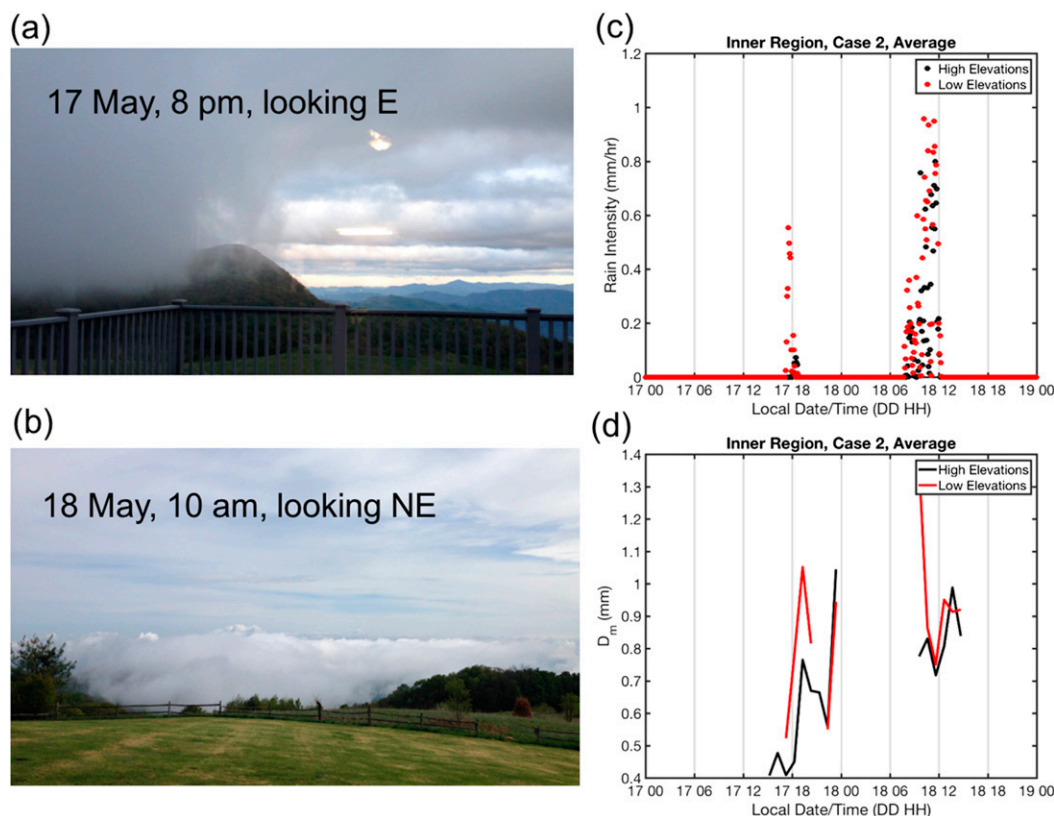 (a)
17 May, 8 pm, looking E
(b)
18 May, 10 am, looking NE
(c)
Inner Region, Case 2, Average
High Elevations
Low Elevations
Rain Intensity (mm/hr)
1.2
1
0.8
0.6
0.4
0.2
0
17 00 17 06 17 12 17 18 18 00 18 06 18 12 18 18 19 00
Local Date/Time (DD HH)
(d)
Inner Region, Case 2, Average
High Elevations
Low Elevations
D_m (mm)
1.4
1.3
1.2
1.1
1
0.9
0.8
0.7
0.6
0.5
0.4
17 00 17 06 17 12 17 18 18 00 18 06 18 12 18 18 19 00
Local Date/Time (DD HH)